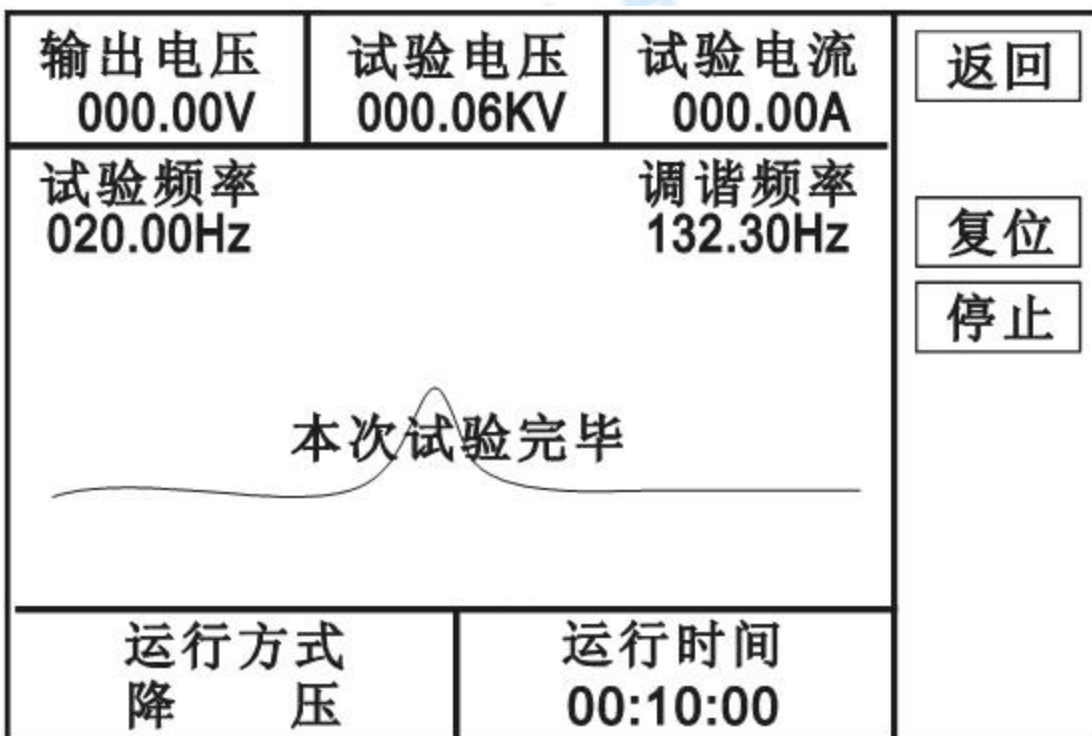 输出电压
000.00V
试验电压
000.06KV
试验电流
000.00A
返回
试验频率
020.00Hz
调谐频率
132.30Hz
复位
停止
本次试验完毕
运行方式
降 压
运行时间
00:10:00